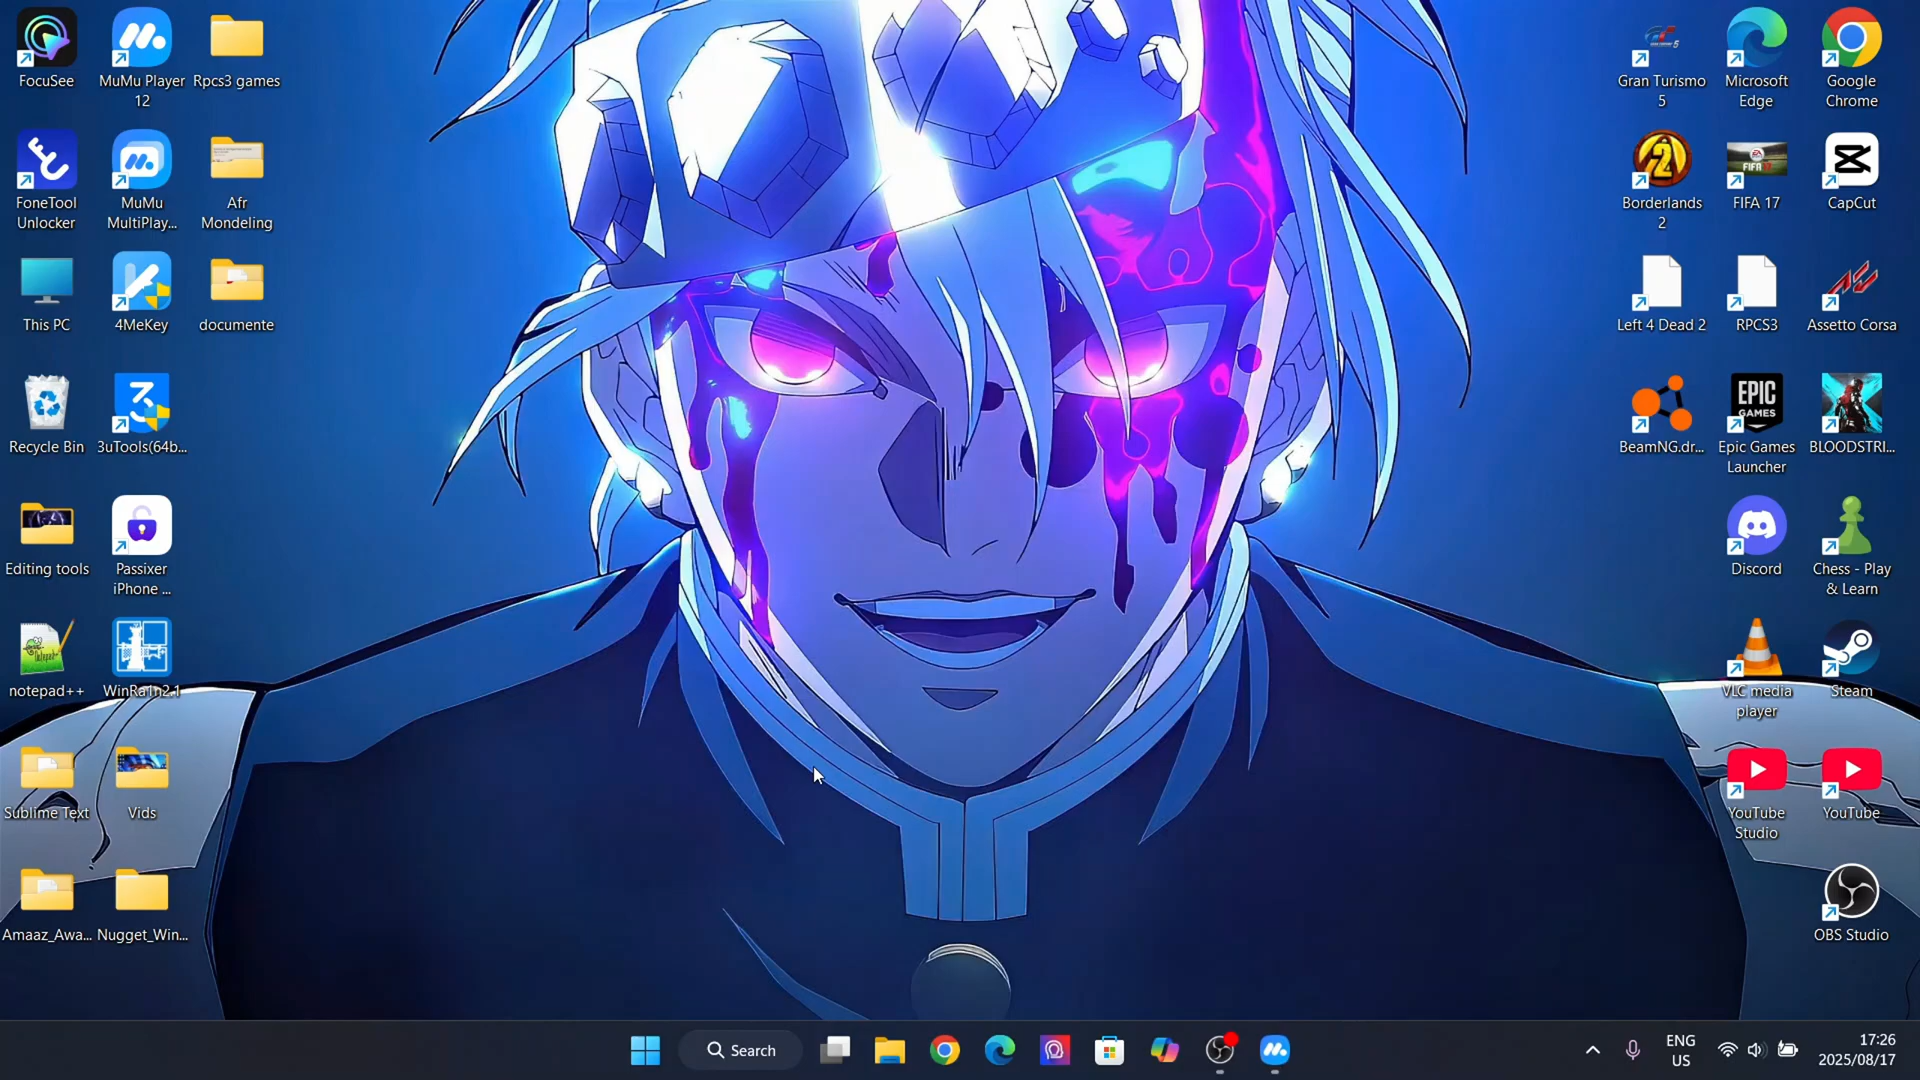 FocuSee
MuMu Player
12
Rpcs3 games
FoneTool
Unlocker
MuMu
MultiPlay...
Afr
Mondeling
This PC
4MeKey
documente
Recycle Bin
3uTools(64b...
Editing tools
Passixer
iPhone ...
notepad++
WinRa1n2.1
Sublime Text
Vids
Amaaz_Awa...
Nugget_Win...
Gran Turismo
5
Microsoft
Edge
Google
Chrome
Borderlands
2
FIFA 17
CapCut
Left 4 Dead 2
RPCS3
Assetto Corsa
EPIC
GAMES
BeamNG.dr...
Epic Games
Launcher
BLOODSTRI...
Discord
Chess - Play
& Learn
VLC media
player
Steam
YouTube
Studio
YouTube
OBS Studio
Search
ENG
US
17:26
2025/08/17